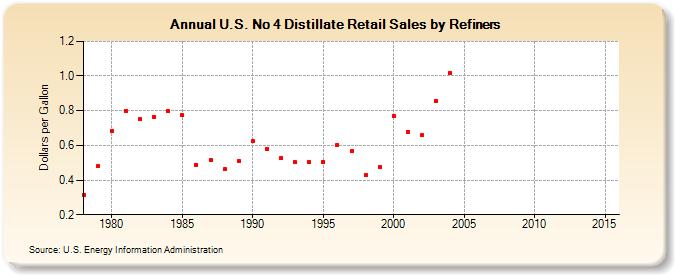 Annual U.S. No 4 Distillate Retail Sales by Refiners
Dollars per Gallon
1.2
1.0
0.8
0.6
0.4
0.2
1980 1985 1990 1995 2000 2005 2010 2015
Source: U.S. Energy Information Administration